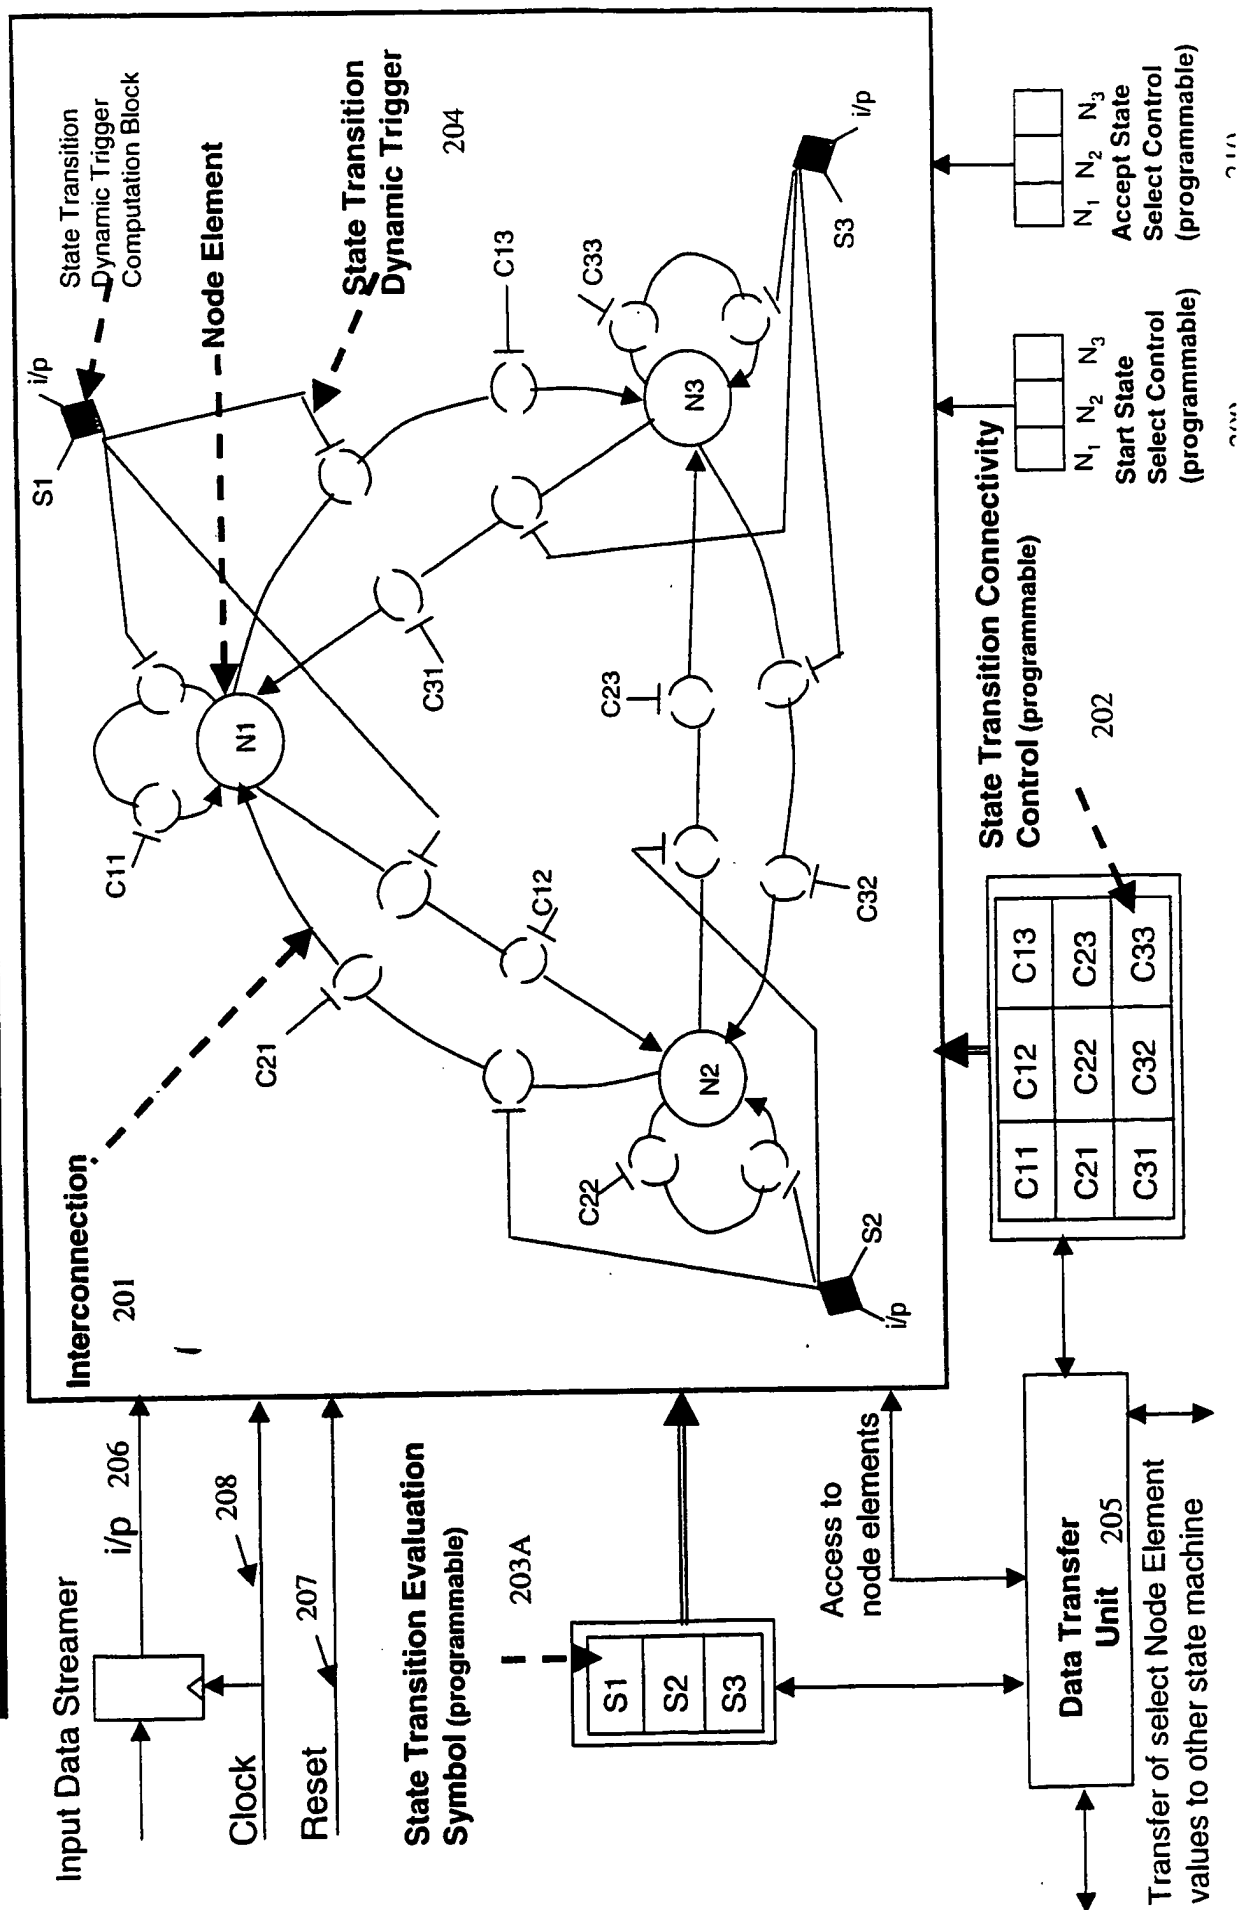 State Transition
Dynamic Trigger
Computation Block
Node Element
State Transition
Dynamic Trigger
204
Interconnection
201
S1
i/p
C11
N1
C21
C12
C31
C13
N3
C33
S3
i/p
C23
C32
N2
C22
S2
i/p
Input Data Streamer
i/p 206
Clock
208
Reset
207
State Transition Evaluation
Symbol (programmable)
203A
S1
S2
S3
Access to
node elements
Data Transfer
Unit 205
Transfer of select Node Element
values to other state machine
C11 C12 C13
C21 C22 C23
C31 C32 C33
State Transition Connectivity
Control (programmable)
202
N1 N2 N3
Start State
Select Control
(programmable)
N1 N2 N3
Accept State
Select Control
(programmable)